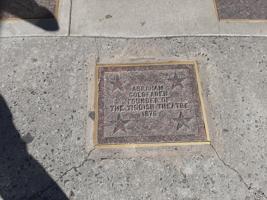 ABRAHAM
GOLDFADEN
FOUNDER OF
THE YIDDISH THEATRE
1876